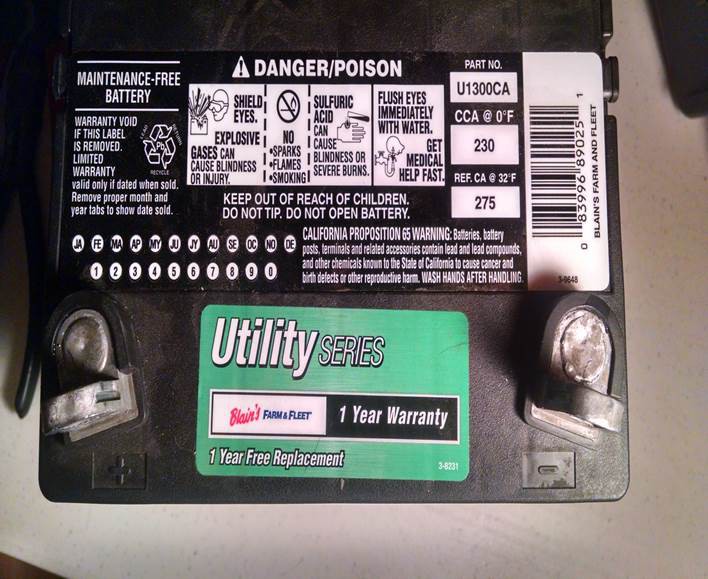 MAINTENANCE-FREE
BATTERY
WARRANTY VOID
IF THIS LABEL
IS REMOVED.
LIMITED
WARRANTY
valid only if dated when sold.
Remove proper month and
year tabs to show date sold.
Pb
RECYCLE
DANGER/POISON
SHIELD
EYES.
EXPLOSIVE
GASES CAN
CAUSE BLINDNESS
OR INJURY.
NO
•SPARKS
•FLAMES
•SMOKING
SULFURIC
ACID
CAN
CAUSE
BLINDNESS OR
SEVERE BURNS.
FLUSH EYES
IMMEDIATELY
WITH WATER.
GET
MEDICAL
HELP FAST.
KEEP OUT OF REACH OF CHILDREN.
DO NOT TIP. DO NOT OPEN BATTERY.
PART NO.
U1300CA
CCA @ 0°F
230
REF. CA @ 32°F
275
JA FE MA AP MY JU JY AU SE OC NO DE
1 2 3 4 5 6 7 8 9 0
CALIFORNIA PROPOSITION 65 WARNING: Batteries, battery
posts, terminals and related accessories contain lead and lead compounds,
and other chemicals known to the State of California to cause cancer and
birth defects or other reproductive harm. WASH HANDS AFTER HANDLING.
0 83996 89025 1
BLAIN'S FARM AND FLEET
3-9648
Utility SERIES
Blain's FARM & FLEET
1 Year Warranty
1 Year Free Replacement
3-8231
+
-